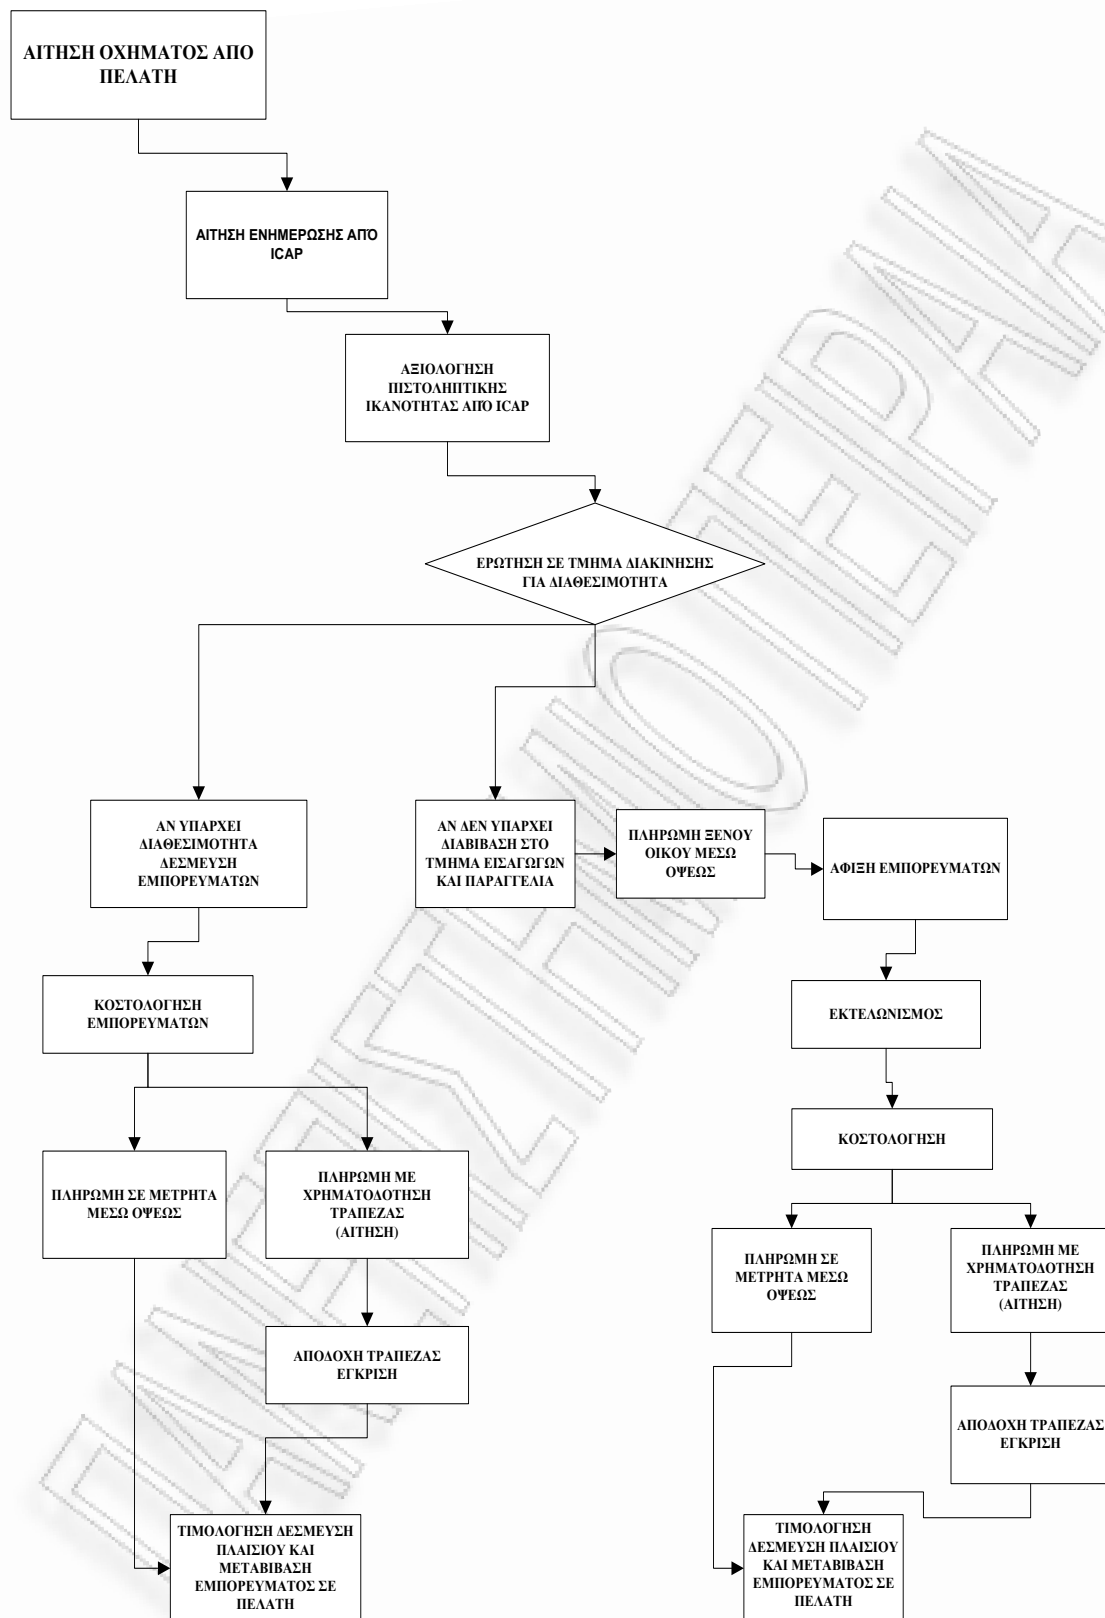 ΑΙΤΗΣΗ ΟΧΗΜΑΤΟΣ ΑΠΟ
ΠΕΛΑΤΗ
ΑΙΤΗΣΗ ΕΝΗΜΕΡΩΣΗΣ ΑΠΌ
ICAP
ΑΞΙΟΛΟΓΗΣΗ
ΠΙΣΤΟΛΗΠΤΙΚΗΣ
ΙΚΑΝΟΤΗΤΑΣ ΑΠΌ ICAP
ΕΡΩΤΗΣΗ ΣΕ ΤΜΗΜΑ ΔΙΑΚΙΝΗΣΗΣ
ΓΙΑ ΔΙΑΘΕΣΙΜΟΤΗΤΑ
ΑΝ ΥΠΑΡΧΕΙ
ΔΙΑΘΕΣΙΜΟΤΗΤΑ
ΔΕΣΜΕΥΣΗ
ΕΜΠΟΡΕΥΜΑΤΩΝ
ΑΝ ΔΕΝ ΥΠΑΡΧΕΙ
ΔΙΑΒΙΒΑΣΗ ΣΤΟ
ΤΜΗΜΑ ΕΙΣΑΓΩΓΩΝ
ΚΑΙ ΠΑΡΑΓΓΕΛΙΑ
ΠΛΗΡΩΜΗ ΞΕΝΟΥ
ΟΙΚΟΥ ΜΕΣΩ
ΟΨΕΩΣ
ΑΦΙΞΗ ΕΜΠΟΡΕΥΜΑΤΩΝ
ΚΟΣΤΟΛΟΓΗΣΗ
ΕΜΠΟΡΕΥΜΑΤΩΝ
ΕΚΤΕΛΩΝΙΣΜΟΣ
ΚΟΣΤΟΛΟΓΗΣΗ
ΠΛΗΡΩΜΗ ΣΕ ΜΕΤΡΗΤΑ
ΜΕΣΩ ΟΨΕΩΣ
ΠΛΗΡΩΜΗ ΜΕ
ΧΡΗΜΑΤΟΔΟΤΗΣΗ
ΤΡΑΠΕΖΑΣ
(ΑΙΤΗΣΗ)
ΠΛΗΡΩΜΗ ΣΕ
ΜΕΤΡΗΤΑ ΜΕΣΩ
ΟΨΕΩΣ
ΠΛΗΡΩΜΗ ΜΕ
ΧΡΗΜΑΤΟΔΟΤΗΣΗ
ΤΡΑΠΕΖΑΣ
(ΑΙΤΗΣΗ)
ΑΠΟΔΟΧΗ ΤΡΑΠΕΖΑΣ
ΕΓΚΡΙΣΗ
ΑΠΟΔΟΧΗ ΤΡΑΠΕΖΑΣ
ΕΓΚΡΙΣΗ
ΤΙΜΟΛΟΓΗΣΗ ΔΕΣΜΕΥΣΗ
ΠΛΑΙΣΙΟΥ ΚΑΙ
ΜΕΤΑΒΙΒΑΣΗ
ΕΜΠΟΡΕΥΜΑΤΟΣ ΣΕ
ΠΕΛΑΤΗ
ΤΙΜΟΛΟΓΗΣΗ
ΔΕΣΜΕΥΣΗ ΠΛΑΙΣΙΟΥ
ΚΑΙ ΜΕΤΑΒΙΒΑΣΗ
ΕΜΠΟΡΕΥΜΑΤΟΣ ΣΕ
ΠΕΛΑΤΗ
ΠΑΝΕΠΙΣΤΗΜΙΟ ΠΕΙΡΑΙΑ